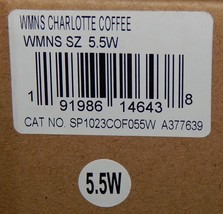 WMNS CHARLOTTE COFFEE
WMNS SZ 5.5W
1 91986 14643 8
CAT NO. SP1023COF055W A377639
5.5W